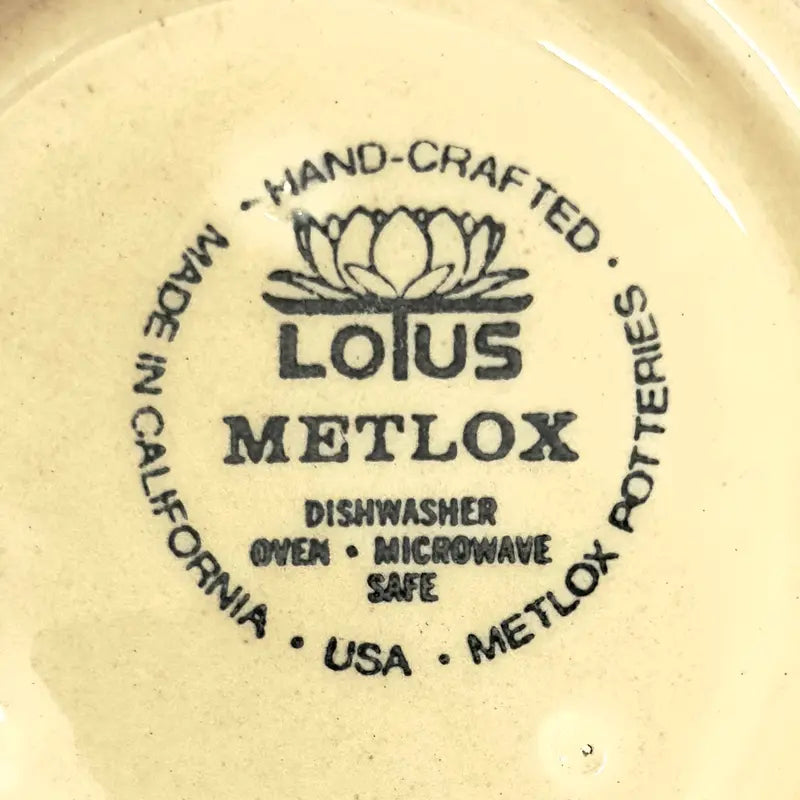 · HAND-CRAFTED ·
LOTUS
METLOX
DISHWASHER
OVEN · MICROWAVE
SAFE
MADE IN CALIFORNIA · USA · METLOX POTTERIES